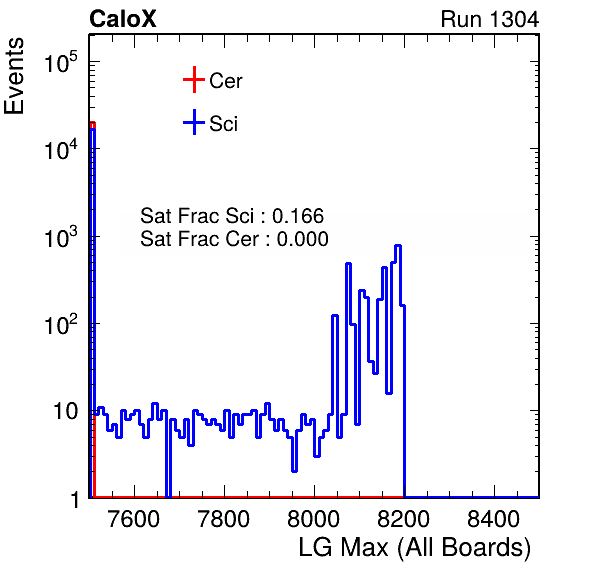 CaloX Run 1304
Events
10^5
10^4
10^3
10^2
10
1
Cer
Sci
Sat Frac Sci : 0.166
Sat Frac Cer : 0.000
7600 7800 8000 8200 8400
LG Max (All Boards)